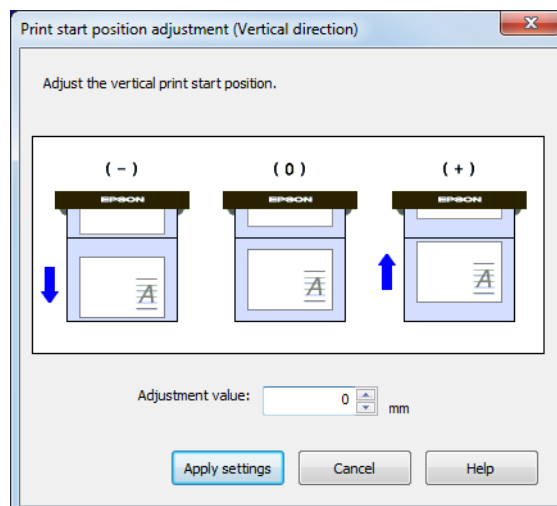 Print start position adjustment (Vertical direction)
Adjust the vertical print start position.
( - ) ( 0 ) ( + )
EPSON EPSON EPSON
A A A
Adjustment value: 0 mm
Apply settings Cancel Help